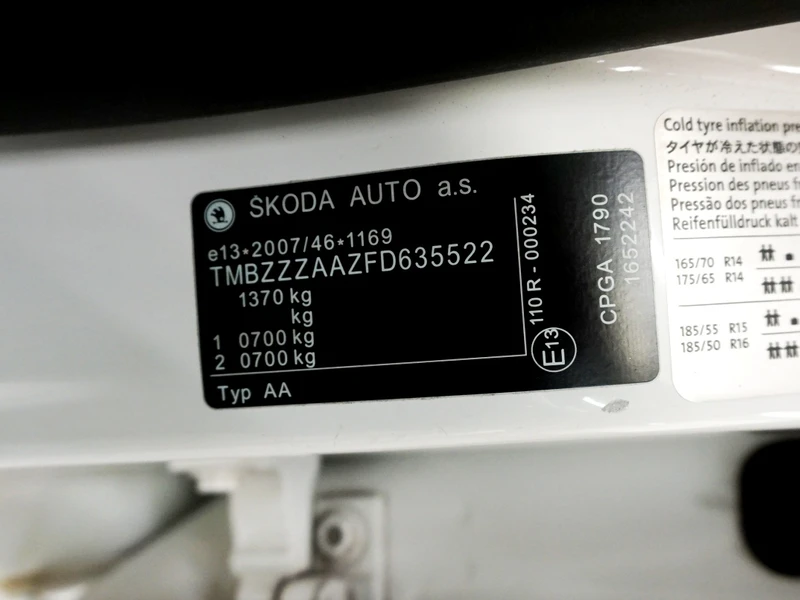 ŠKODA AUTO a.s.
e13*2007/46*1169
TMBZZZAAZFD635522
1370 kg
kg
1 0700 kg
2 0700 kg
Typ AA
110 R - 000234
E13
CPGA 1790
1652242
Cold tyre inflation
タイヤが冷えた状態の
Presión de inflado en
Pression des pneus
Pressão dos pneus
Reifenfülldruck kalt
165/70 R14
175/65 R14
185/55 R15
185/50 R16